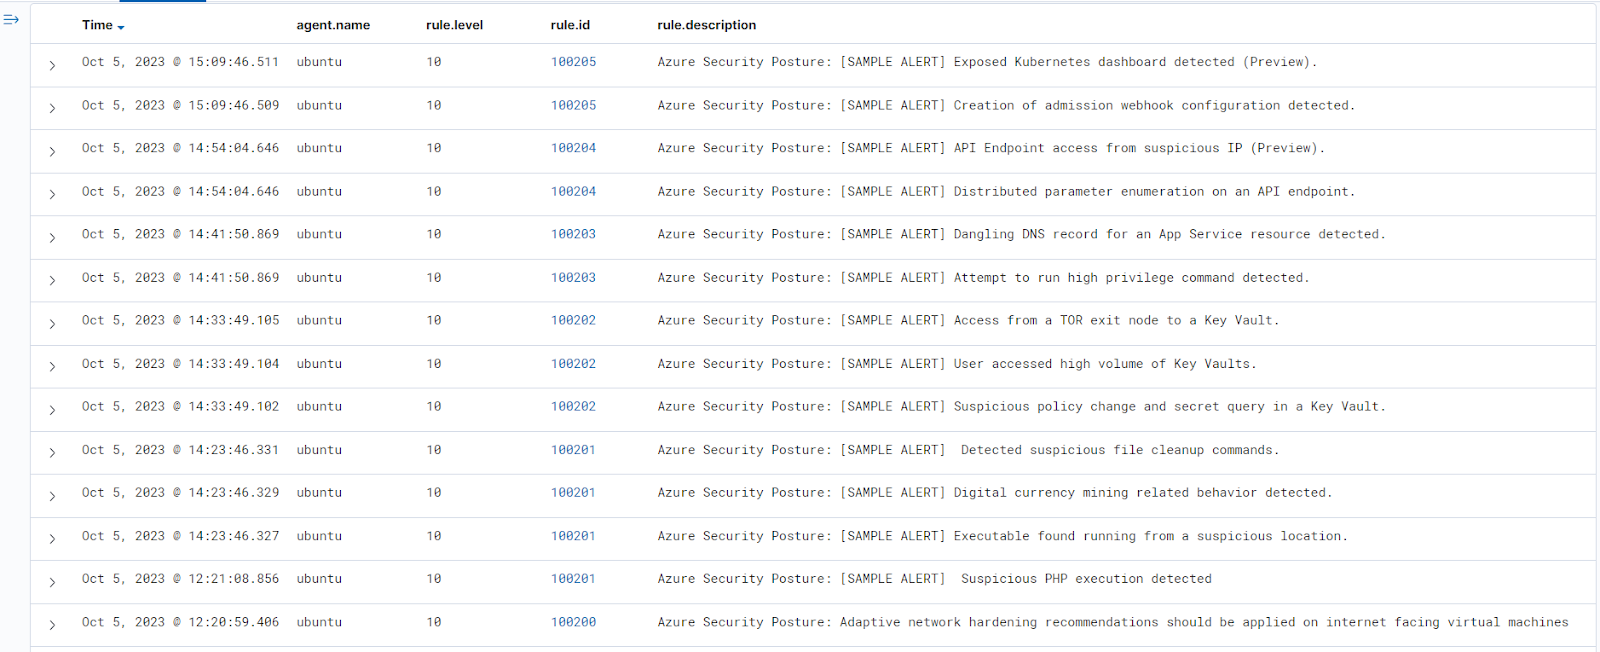 Time agent.name rule.level rule.id rule.description
Oct 5, 2023 @ 15:09:46.511 ubuntu 10 100205 Azure Security Posture: [SAMPLE ALERT] Exposed Kubernetes dashboard detected (Preview).
Oct 5, 2023 @ 15:09:46.509 ubuntu 10 100205 Azure Security Posture: [SAMPLE ALERT] Creation of admission webhook configuration detected.
Oct 5, 2023 @ 14:54:04.646 ubuntu 10 100204 Azure Security Posture: [SAMPLE ALERT] API Endpoint access from suspicious IP (Preview).
Oct 5, 2023 @ 14:54:04.646 ubuntu 10 100204 Azure Security Posture: [SAMPLE ALERT] Distributed parameter enumeration on an API endpoint.
Oct 5, 2023 @ 14:41:50.869 ubuntu 10 100203 Azure Security Posture: [SAMPLE ALERT] Dangling DNS record for an App Service resource detected.
Oct 5, 2023 @ 14:41:50.869 ubuntu 10 100203 Azure Security Posture: [SAMPLE ALERT] Attempt to run high privilege command detected.
Oct 5, 2023 @ 14:33:49.105 ubuntu 10 100202 Azure Security Posture: [SAMPLE ALERT] Access from a TOR exit node to a Key Vault.
Oct 5, 2023 @ 14:33:49.104 ubuntu 10 100202 Azure Security Posture: [SAMPLE ALERT] User accessed high volume of Key Vaults.
Oct 5, 2023 @ 14:33:49.102 ubuntu 10 100202 Azure Security Posture: [SAMPLE ALERT] Suspicious policy change and secret query in a Key Vault.
Oct 5, 2023 @ 14:23:46.331 ubuntu 10 100201 Azure Security Posture: [SAMPLE ALERT]  Detected suspicious file cleanup commands.
Oct 5, 2023 @ 14:23:46.329 ubuntu 10 100201 Azure Security Posture: [SAMPLE ALERT] Digital currency mining related behavior detected.
Oct 5, 2023 @ 14:23:46.327 ubuntu 10 100201 Azure Security Posture: [SAMPLE ALERT] Executable found running from a suspicious location.
Oct 5, 2023 @ 12:21:08.856 ubuntu 10 100201 Azure Security Posture: [SAMPLE ALERT]  Suspicious PHP execution detected
Oct 5, 2023 @ 12:20:59.406 ubuntu 10 100200 Azure Security Posture: Adaptive network hardening recommendations should be applied on internet facing virtual machines